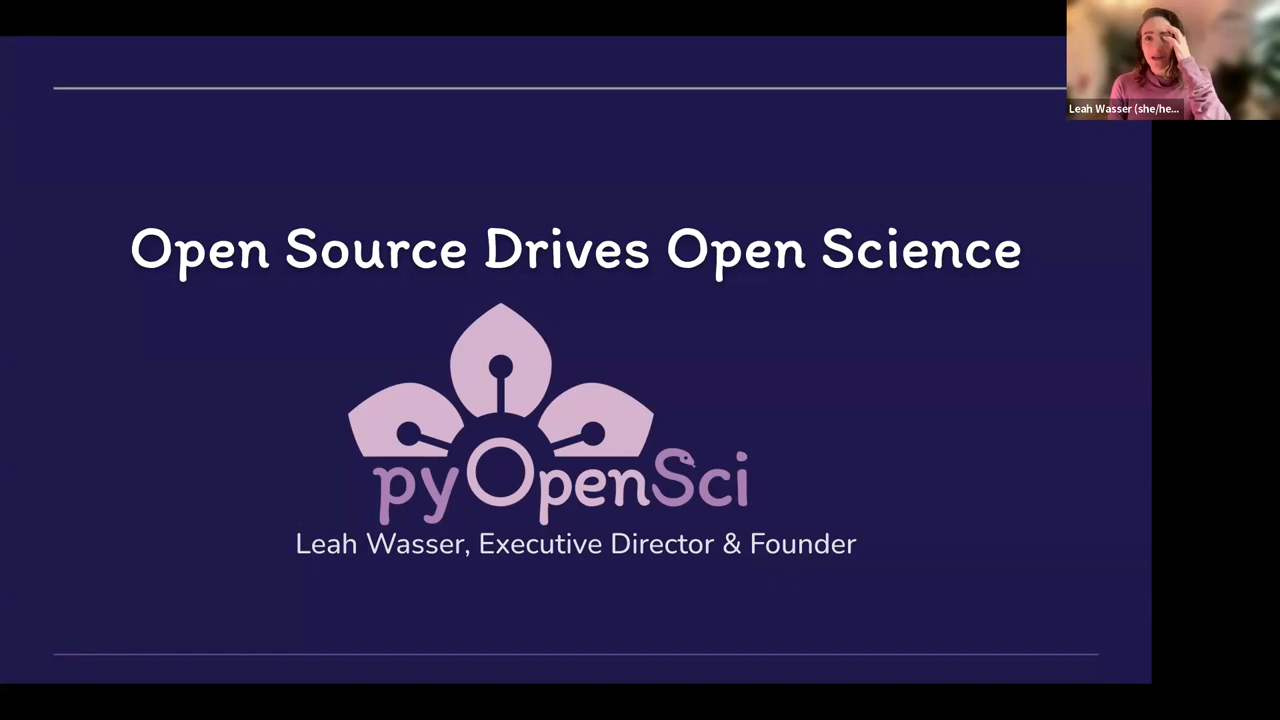 Leah Wasser (she/he...
Open Source Drives Open Science
pyOpenSci
Leah Wasser, Executive Director & Founder